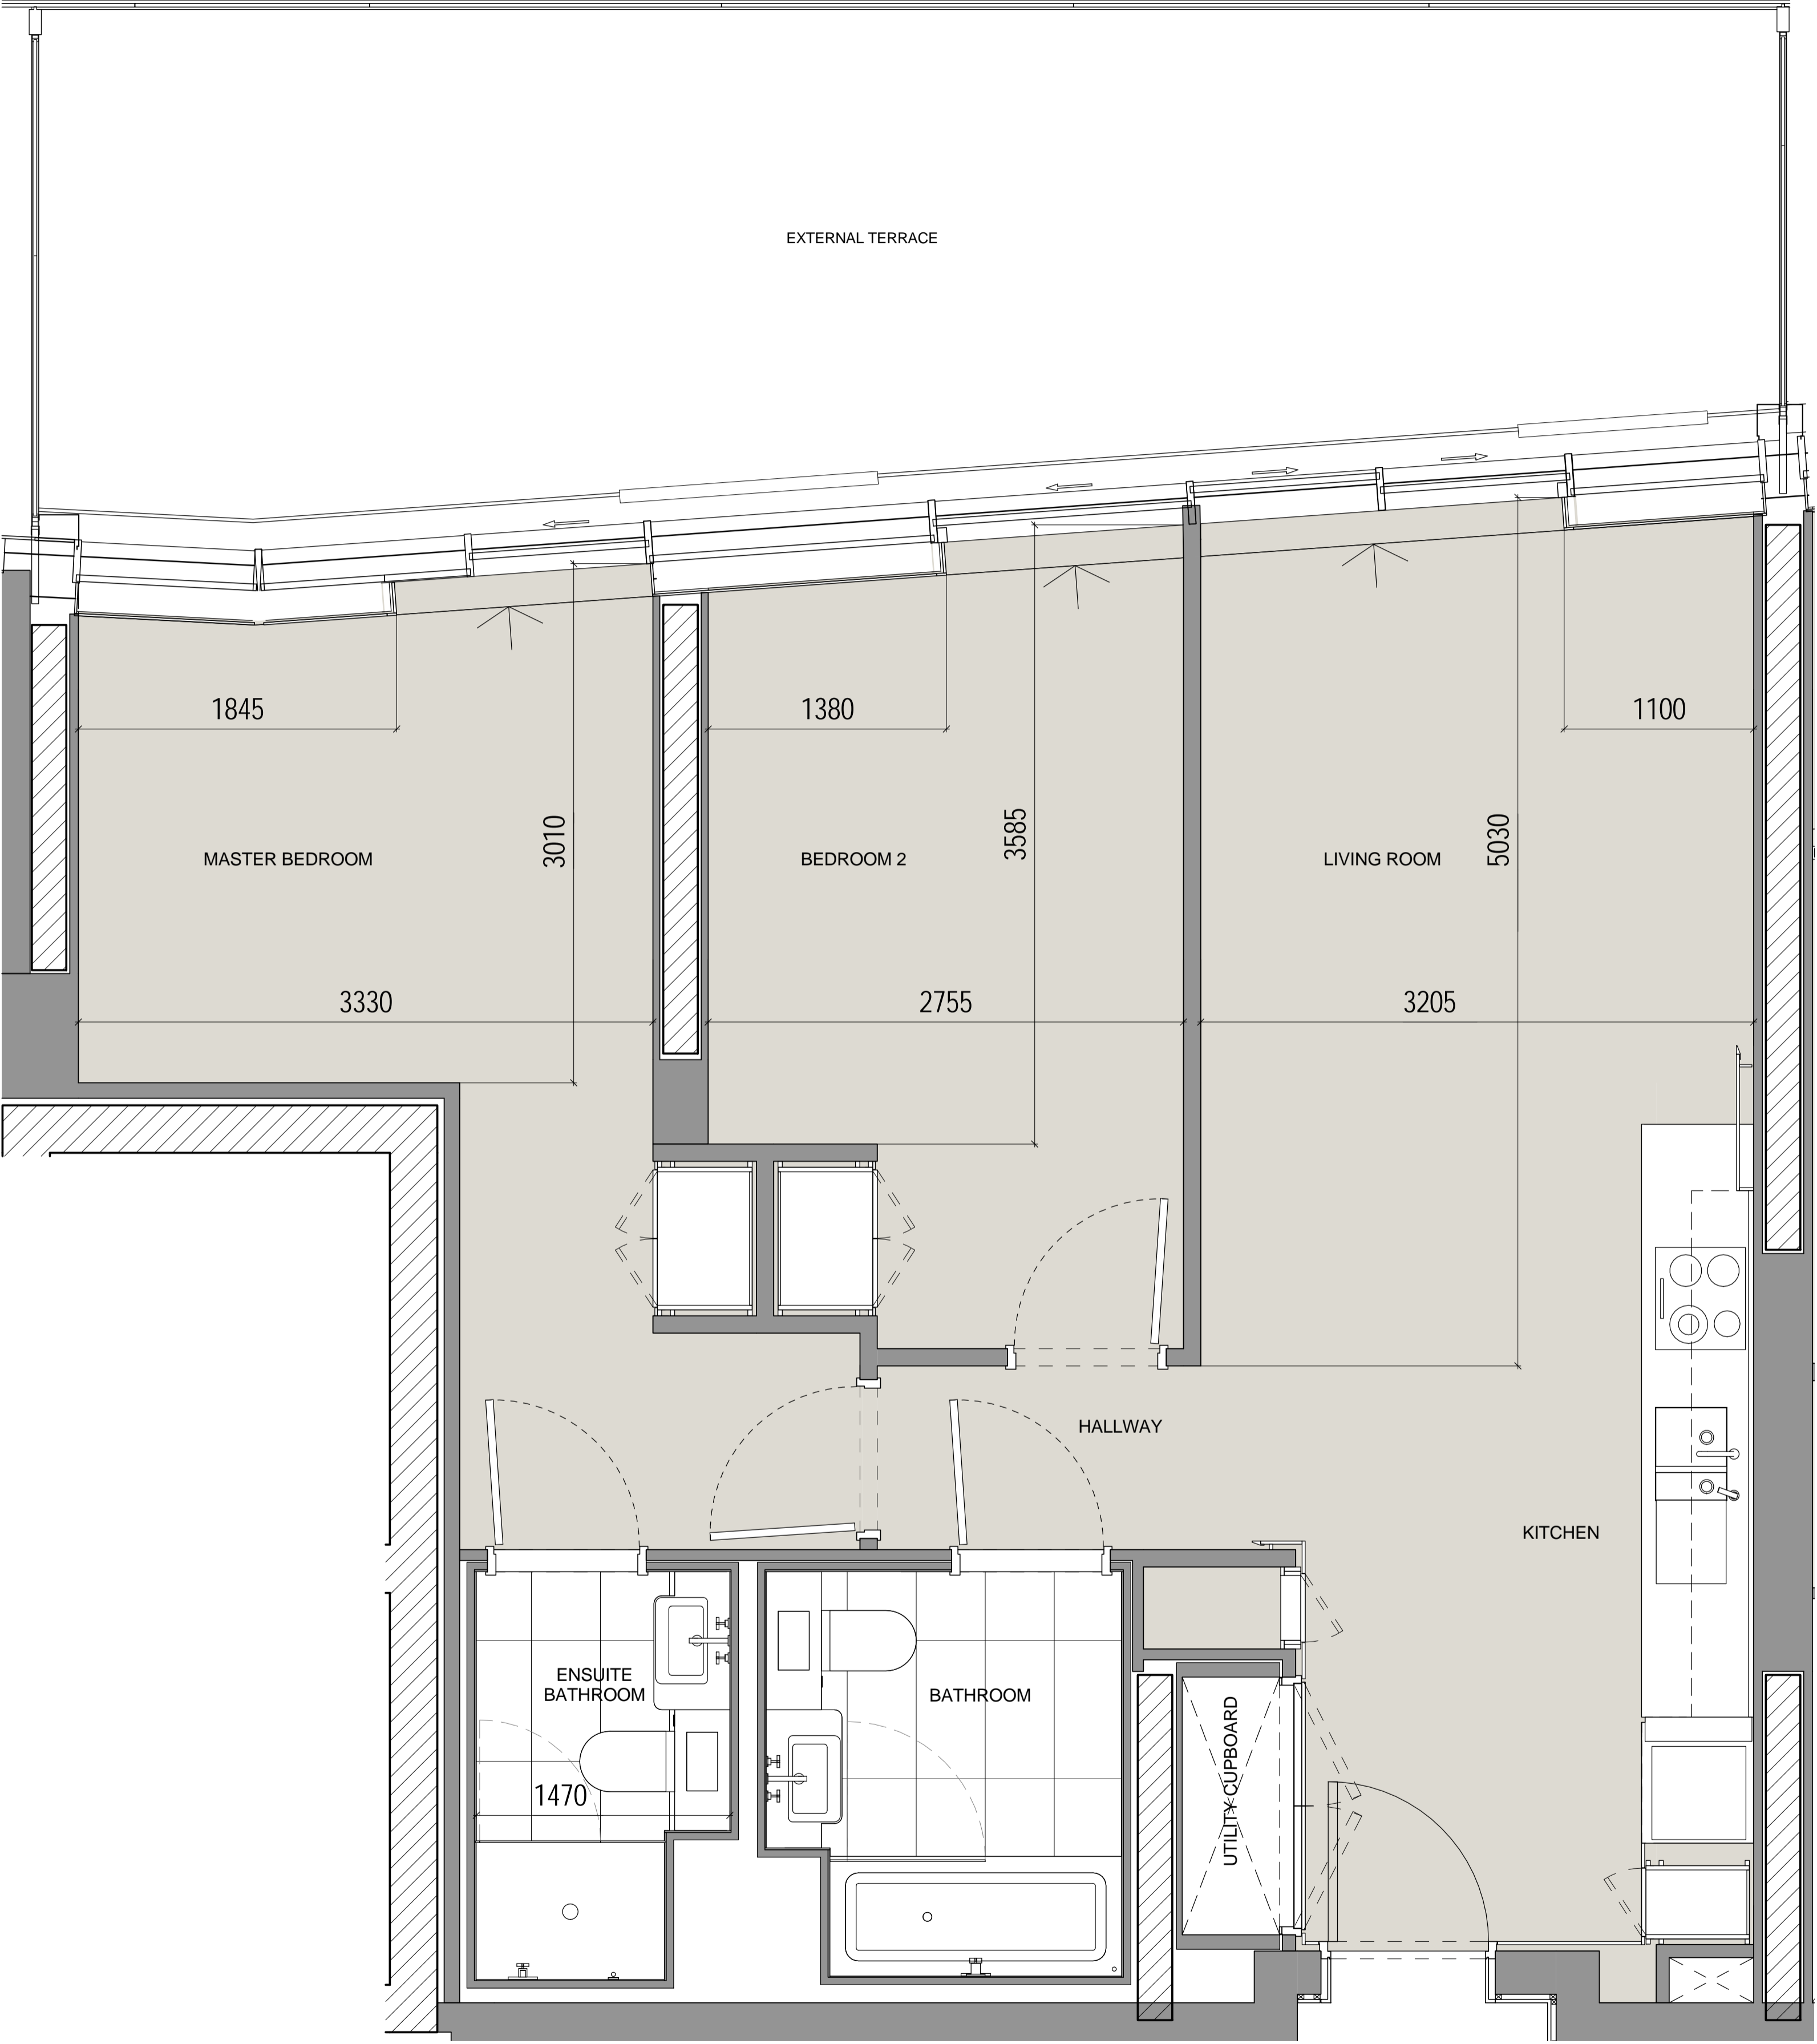 EXTERNAL TERRACE
1845
1380
1100
MASTER BEDROOM
3010
BEDROOM 2
3585
LIVING ROOM
5030
3330
2755
3205
HALLWAY
KITCHEN
ENSUITE
BATHROOM
BATHROOM
UTILITY CUPBOARD
1470